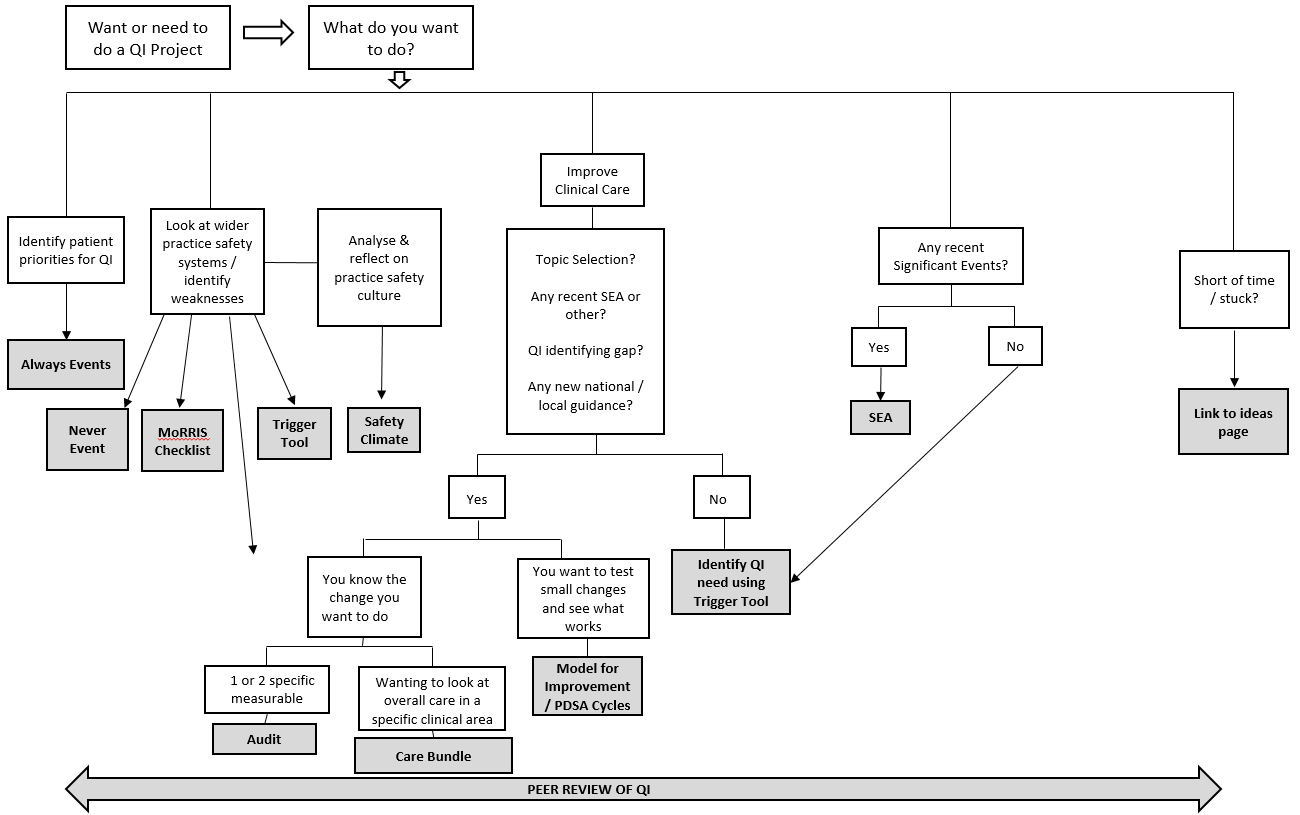 Want or need to
do a QI Project
What do you want
to do?
Improve
Clinical Care
Identify patient
priorities for QI
Look at wider
practice safety
systems /
identify
weaknesses
Analyse &
reflect on
practice safety
culture
Topic Selection?
Any recent SEA or
other?
QI identifying gap?
Any new national /
local guidance?
Any recent
Significant Events?
Short of time
/ stuck?
Always Events
Never
Event
MoRRIS
Checklist
Trigger
Tool
Safety
Climate
Yes
No
SEA
Link to ideas
page
Yes
No
You know the
change you
want to do
You want to test
small changes
and see what
works
Identify QI
need using
Trigger Tool
1 or 2 specific
measurable
Wanting to look at
overall care in a
specific clinical area
Model for
Improvement
/ PDSA Cycles
Audit
Care Bundle
PEER REVIEW OF QI